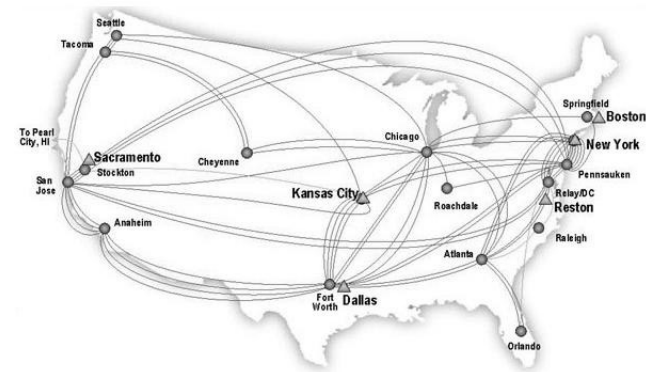 Seattle
Tacoma
To Pearl
City, HI
Sacramento
Stockton
San
Jose
Anaheim
Cheyenne
Kansas City
Chicago
Roachdale
Fort
Worth
Dallas
Atlanta
Orlando
Raleigh
Reston
Relay/DC
Pennsauken
New York
Boston
Springfield